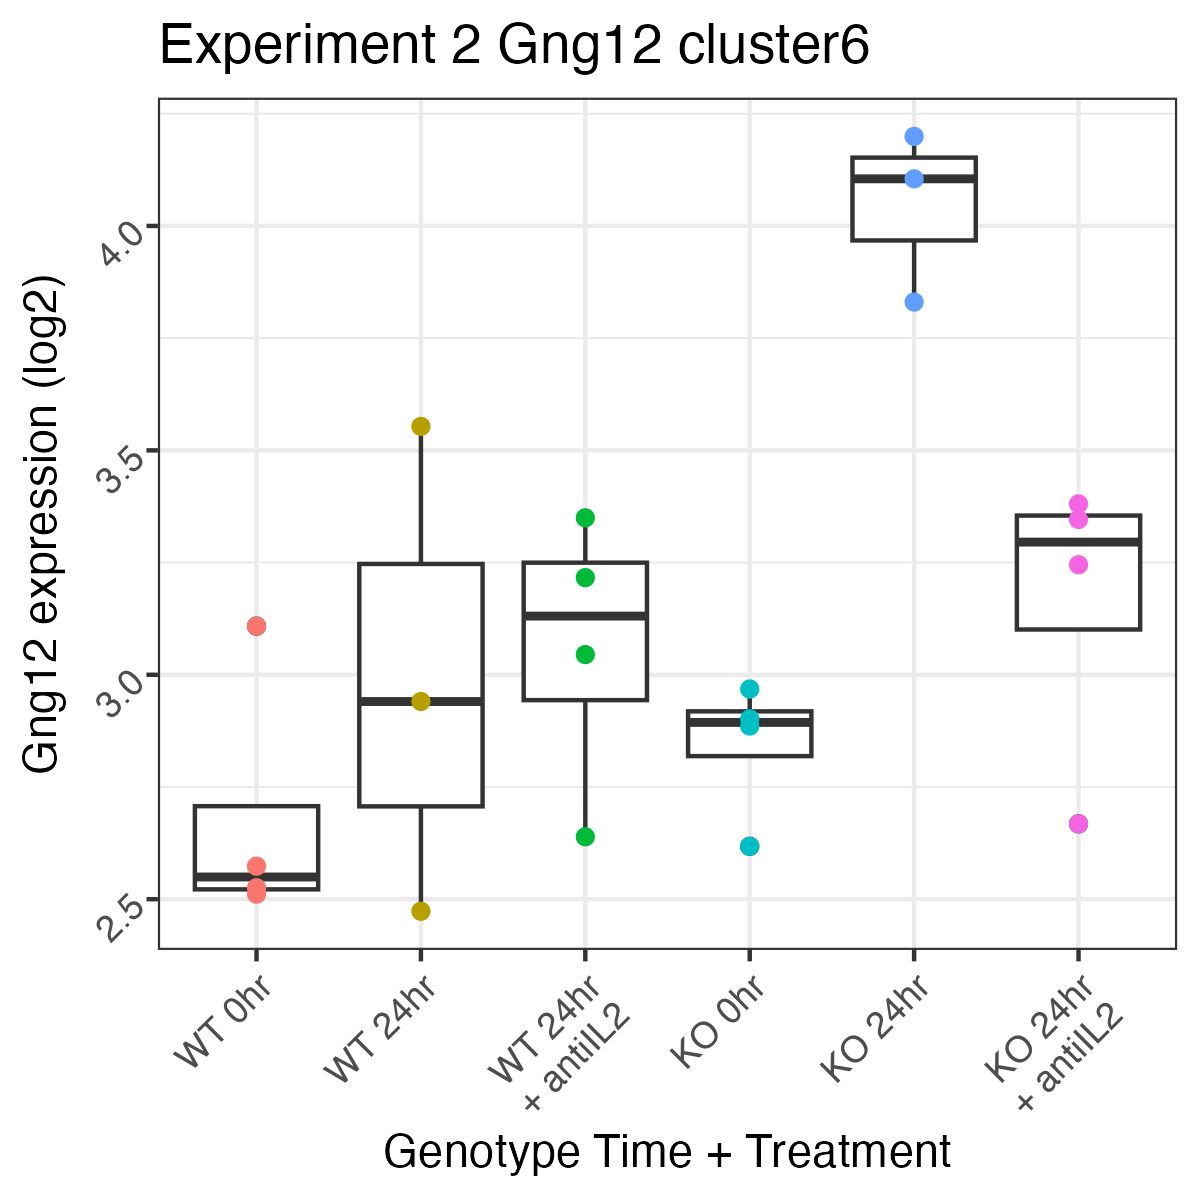 Experiment 2 Gng12 cluster6
Gng12 expression (log2)
4.0
3.5
3.0
2.5
WT 0hr
WT 24hr
WT 24hr
+ antiIL2
KO 0hr
KO 24hr
KO 24hr
+ antiIL2
Genotype Time + Treatment